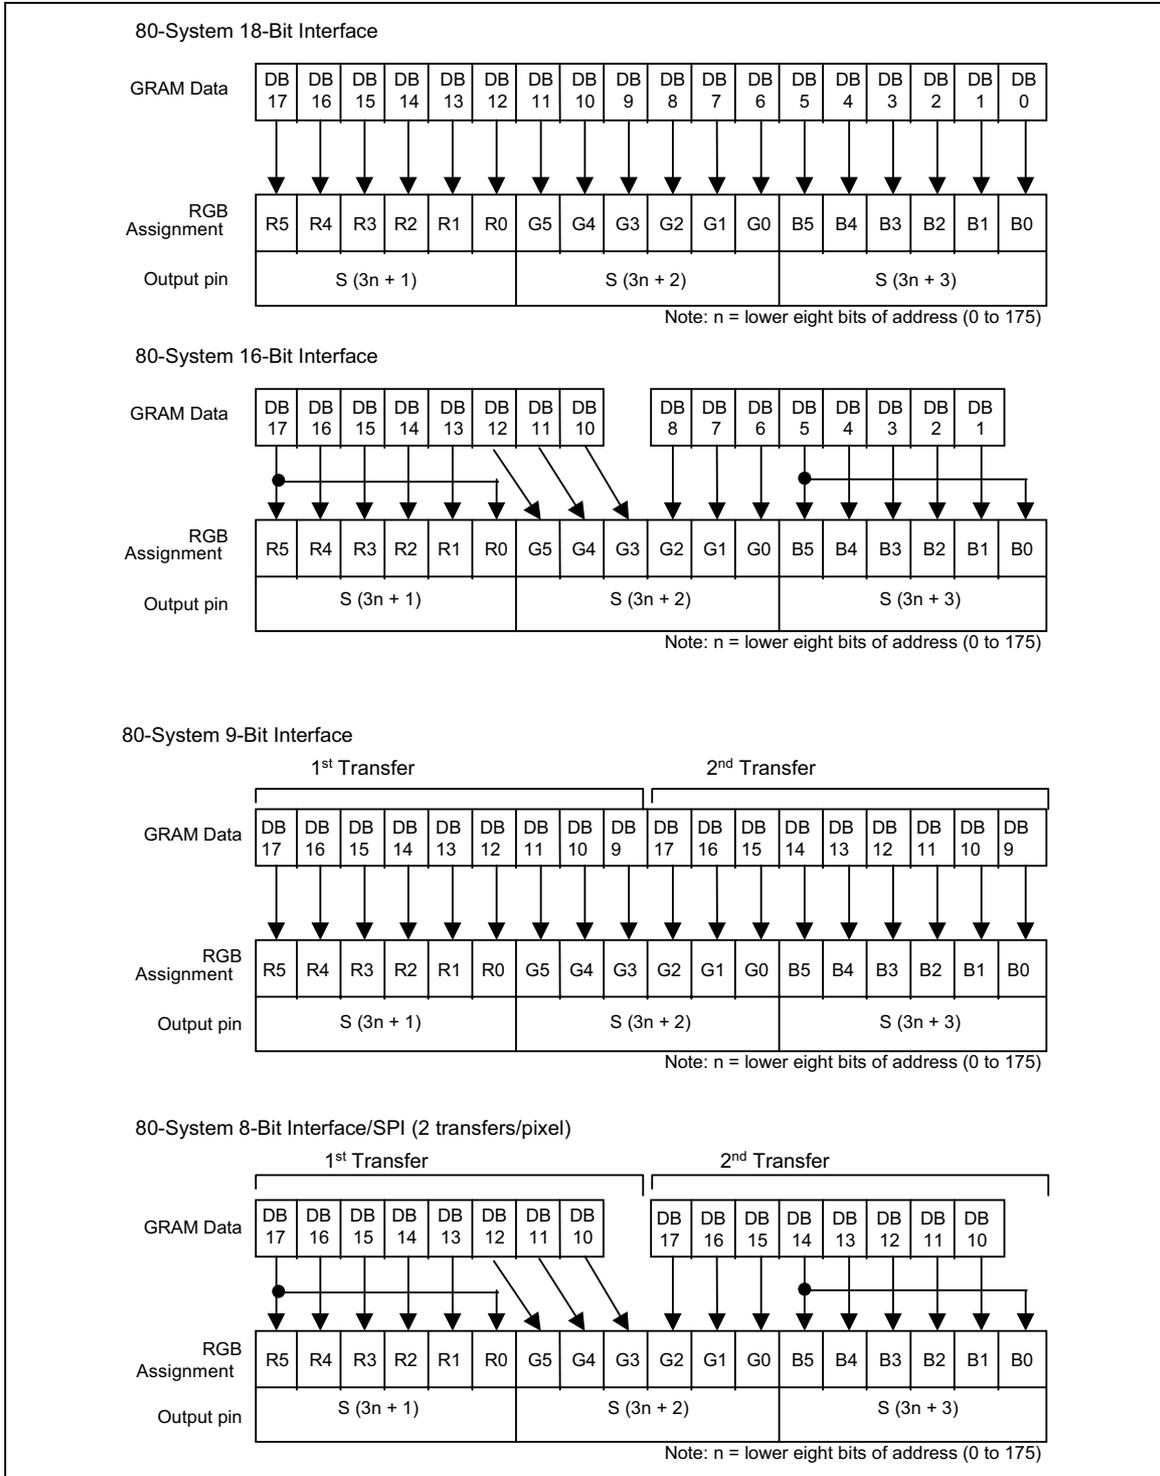 80-System 18-Bit Interface
GRAM Data DB 17 DB 16 DB 15 DB 14 DB 13 DB 12 DB 11 DB 10 DB 9 DB 8 DB 7 DB 6 DB 5 DB 4 DB 3 DB 2 DB 1 DB 0
RGB Assignment R5 R4 R3 R2 R1 R0 G5 G4 G3 G2 G1 G0 B5 B4 B3 B2 B1 B0
Output pin S (3n + 1) S (3n + 2) S (3n + 3)
Note: n = lower eight bits of address (0 to 175)
80-System 16-Bit Interface
GRAM Data DB 17 DB 16 DB 15 DB 14 DB 13 DB 12 DB 11 DB 10 DB 8 DB 7 DB 6 DB 5 DB 4 DB 3 DB 2 DB 1
RGB Assignment R5 R4 R3 R2 R1 R0 G5 G4 G3 G2 G1 G0 B5 B4 B3 B2 B1 B0
Output pin S (3n + 1) S (3n + 2) S (3n + 3)
Note: n = lower eight bits of address (0 to 175)
80-System 9-Bit Interface
1st Transfer 2nd Transfer
GRAM Data DB 17 DB 16 DB 15 DB 14 DB 13 DB 12 DB 11 DB 10 DB 9 DB 17 DB 16 DB 15 DB 14 DB 13 DB 12 DB 11 DB 10 DB 9
RGB Assignment R5 R4 R3 R2 R1 R0 G5 G4 G3 G2 G1 G0 B5 B4 B3 B2 B1 B0
Output pin S (3n + 1) S (3n + 2) S (3n + 3)
Note: n = lower eight bits of address (0 to 175)
80-System 8-Bit Interface/SPI (2 transfers/pixel)
1st Transfer 2nd Transfer
GRAM Data DB 17 DB 16 DB 15 DB 14 DB 13 DB 12 DB 11 DB 10 DB 17 DB 16 DB 15 DB 14 DB 13 DB 12 DB 11 DB 10
RGB Assignment R5 R4 R3 R2 R1 R0 G5 G4 G3 G2 G1 G0 B5 B4 B3 B2 B1 B0
Output pin S (3n + 1) S (3n + 2) S (3n + 3)
Note: n = lower eight bits of address (0 to 175)